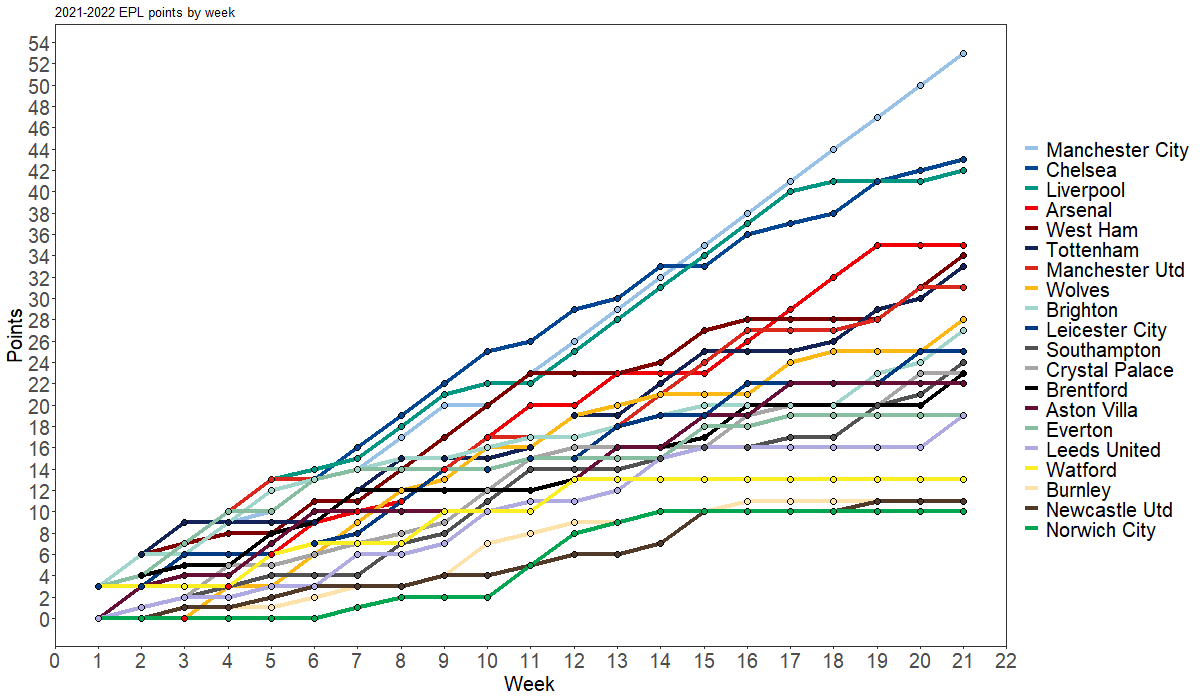 2021-2022 EPL points by week
54
52
50
48
46
44
42
40
38
36
34
32
30
28
26
24
22
20
18
16
14
12
10
8
6
4
2
0
Points
0 1 2 3 4 5 6 7 8 9 10 11 12 13 14 15 16 17 18 19 20 21 22
Week
Manchester City
Chelsea
Liverpool
Arsenal
West Ham
Tottenham
Manchester Utd
Wolves
Brighton
Leicester City
Southampton
Crystal Palace
Brentford
Aston Villa
Everton
Leeds United
Watford
Burnley
Newcastle Utd
Norwich City